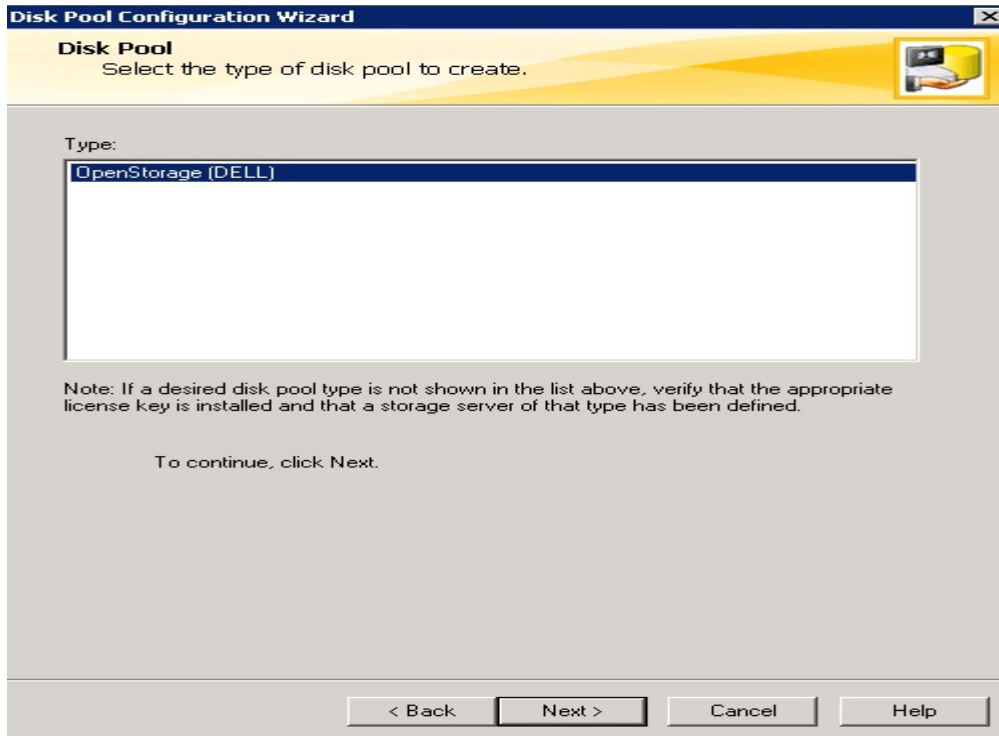 Disk Pool Configuration Wizard
Disk Pool
Select the type of disk pool to create.
Type:
OpenStorage (DELL)
Note: If a desired disk pool type is not shown in the list above, verify that the appropriate
license key is installed and that a storage server of that type has been defined.
To continue, click Next.
< Back
Next >
Cancel
Help